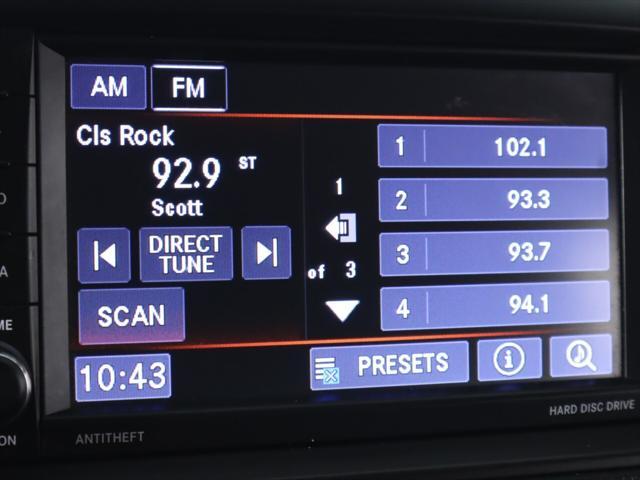 AM FM
Cls Rock
92.9 ST
Scott
DIRECT
TUNE
SCAN
1
of 3
1 102.1
2 93.3
3 93.7
4 94.1
10:43 PRESETS
HARD DISC DRIVE
ANTITHEFT